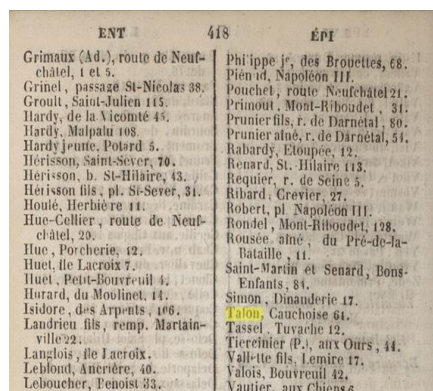 ENT 418 ÉPI
Grimaux (Ad.), route de Neuf-
châtel, 1 et 5.
Grinel, passage St-Nicolas 38.
Groult, Saint-Julien 115.
Hardy, de la Vicomté 45.
Hardy, Malpalu 108.
Hardy jeune. Potard 5.
Hérisson, Saint-Sever, 70.
Hérisson, b. St-Hilaire, 43.
Hérisson fils, pl. St-Sever, 31.
Houlé, Herbière 11.
Hue-Cellier, route de Neuf-
châtel, 20.
Hue, Porcherie, 12.
Huet, île Lacroix 7.
Huet, Petit-Bouvreuil 4.
Hurard, du Moulinet, 14.
Isidore, des Arpents, 106.
Landrieu fils, remp. Martain-
ville 22.
Langlois, île Lacroix.
Leblond, Ancrière, 40.
Leboucher, Penoist 33.
Philippe je, des Brouettes, 68.
Napoléon III.
Pouchet, route Neufchâtel 21.
Primout, Mont-Riboudet, 31.
Prunier fils, r. de Darnétal, 80.
Prunier aîné, r. de Darnétal, 51.
Rabardy, Etoupée, 12.
Renard, St. Hilaire 113.
Requier, r. de Seine 5.
Ribard, Crevier, 27.
Robert, pl Napoléon III.
Rondel, Mont-Riboudet, 128.
Rousée aîné, du Pré-de-la-
Bataille, 11.
Saint-Martin et Senard, Bons-
Enfants, 84.
Simon, Dinanderie 17.
Talon, Cauchoise 61.
Tassel, Tuvache 12.
Tiercinier (P.), aux Ours, 44.
Vallette fils, Lemire 17.
Valois, Bouvreuil 42.
Vautier, aux Chiens 6